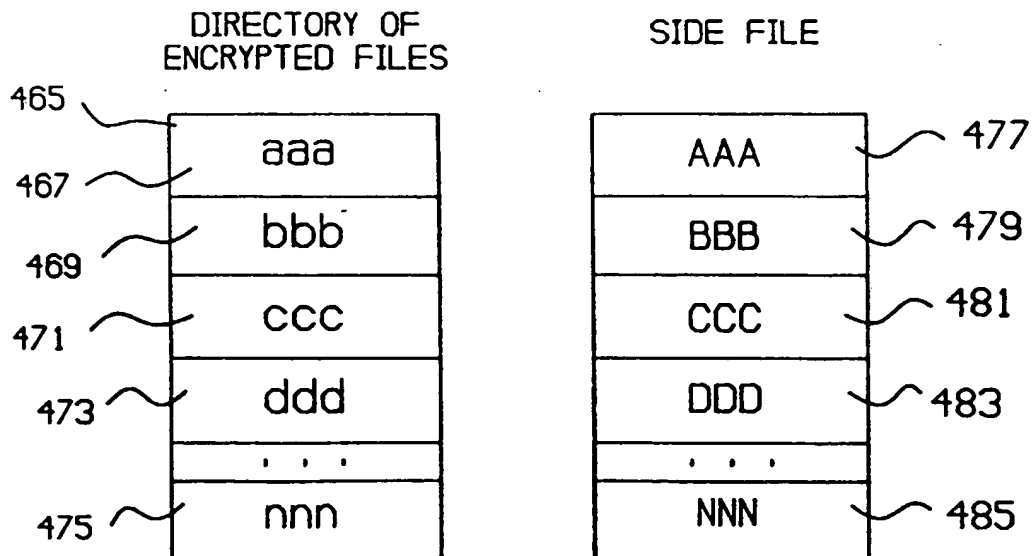 DIRECTORY OF
ENCRYPTED FILES
SIDE FILE
465
467
aaa
AAA
477
469
bbb
BBB
479
471
ccc
CCC
481
473
ddd
DDD
483
. . .
. . .
475
nnn
NNN
485